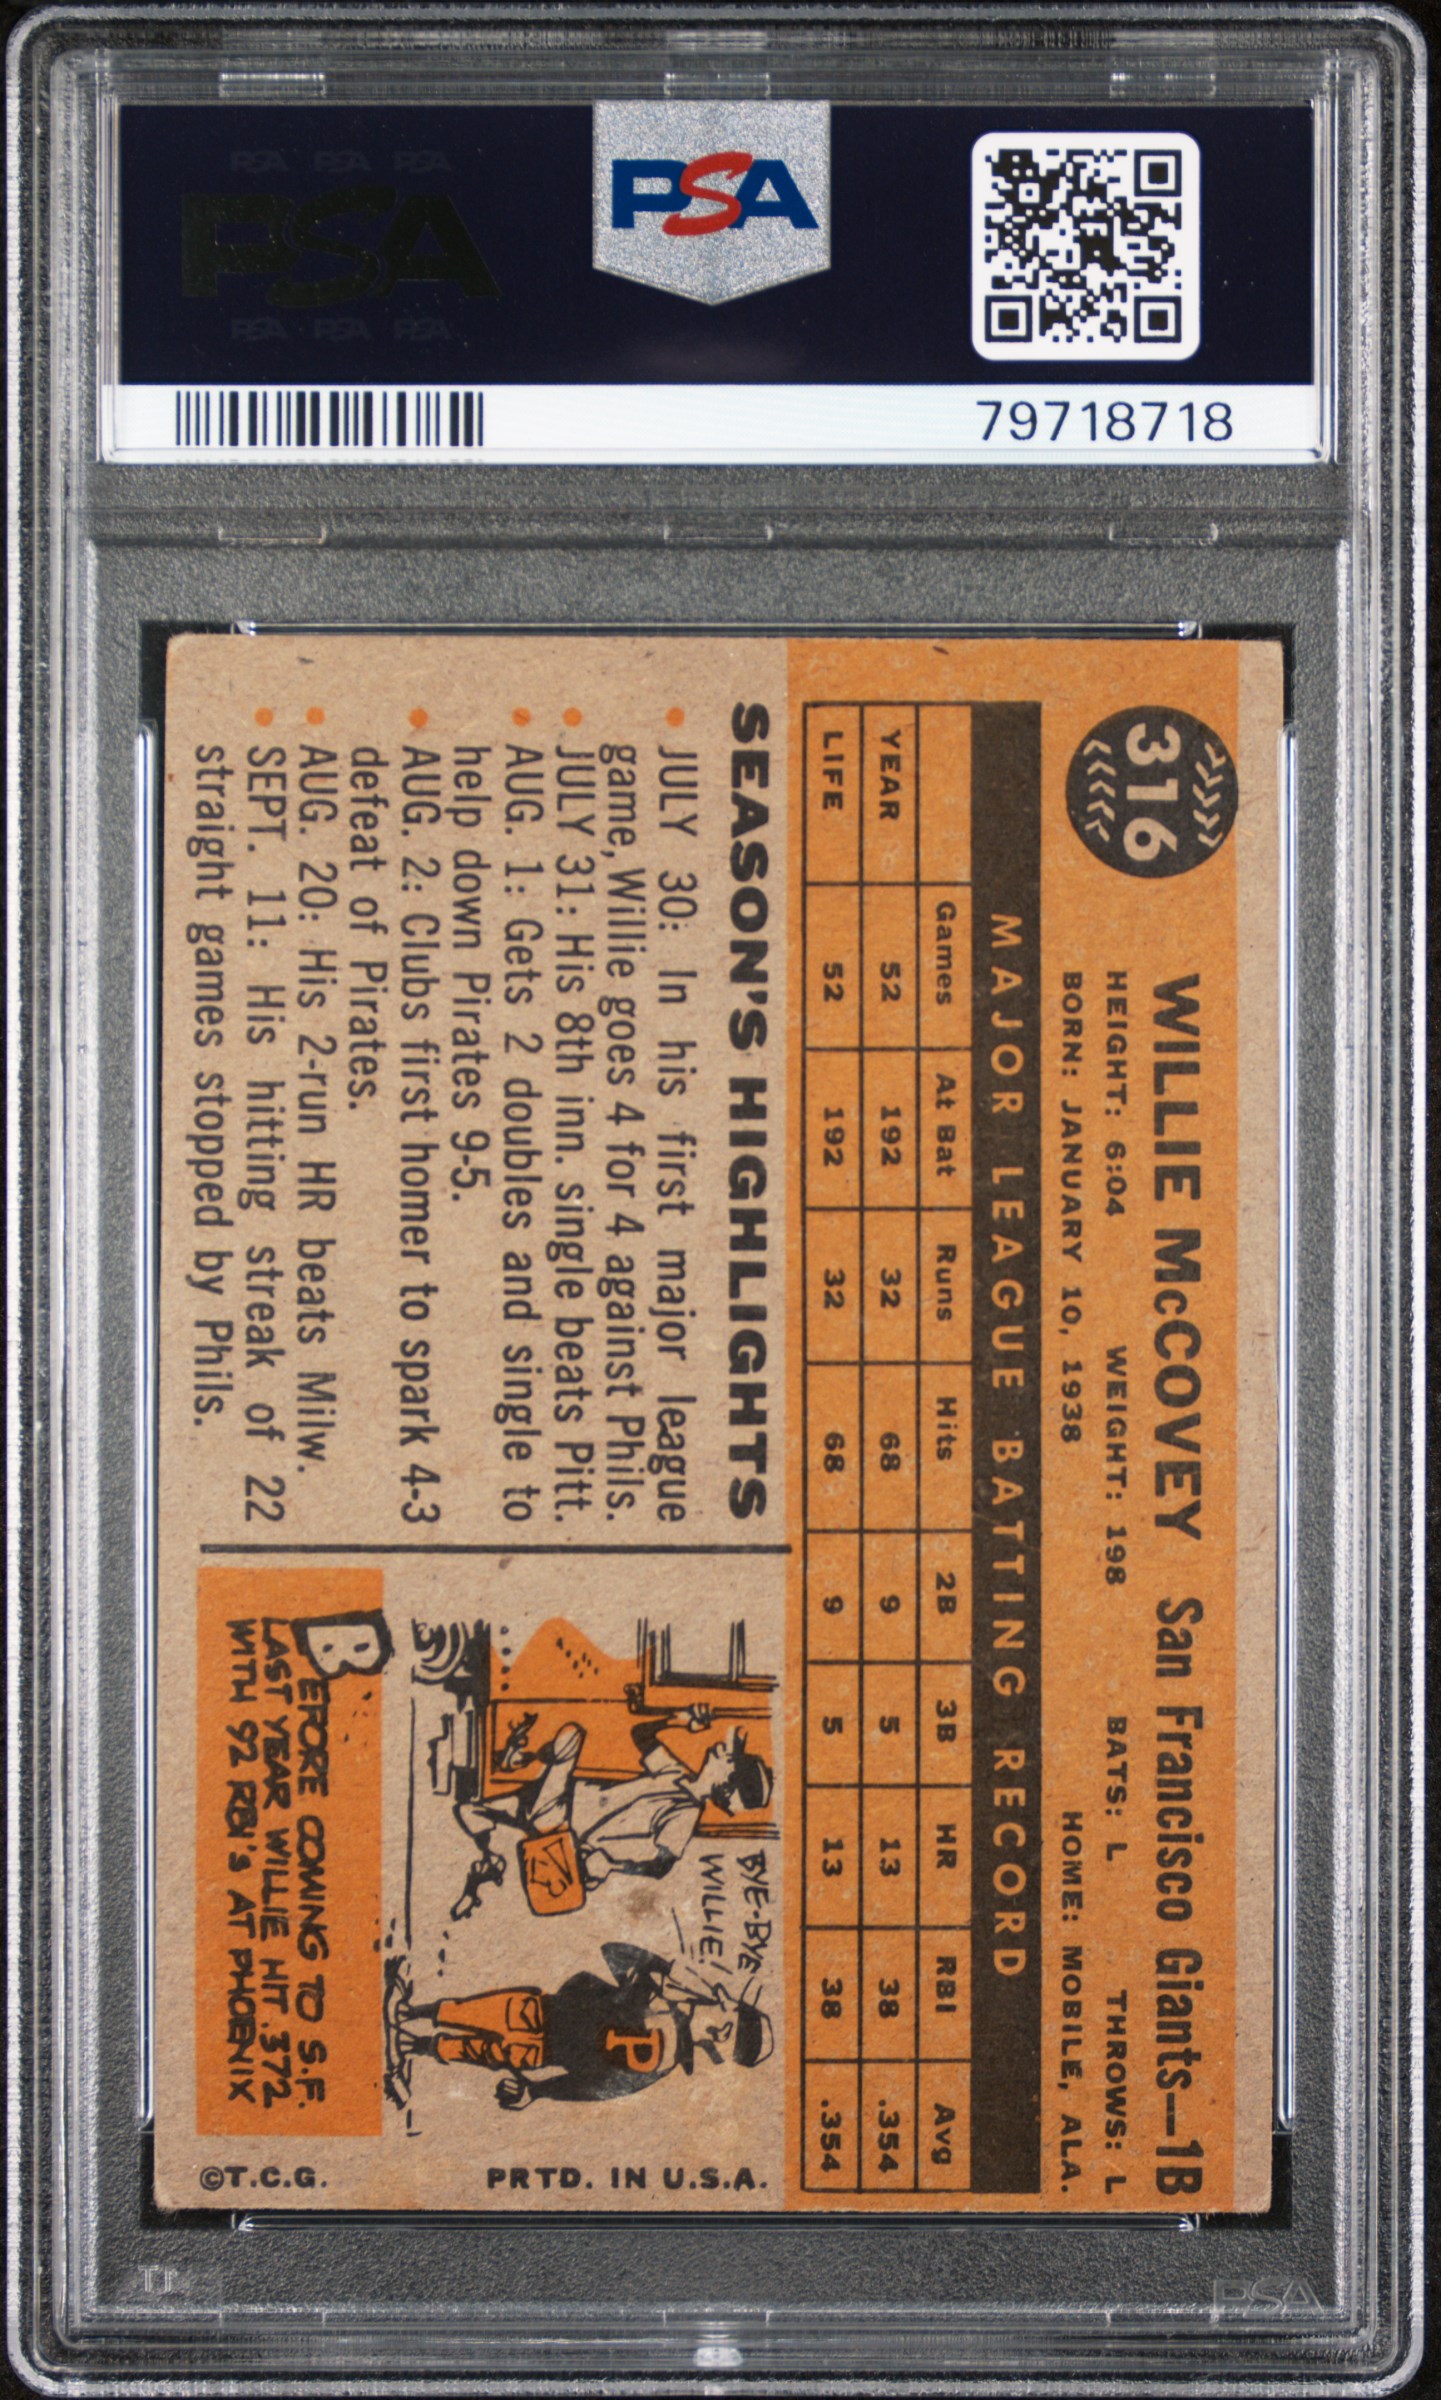 PSA PSA PSA
PSA
PSA PSA PSA
PSA
79718718
316
WILLIE McCOVEY San Francisco Giants—1B
HEIGHT: 6:04 WEIGHT: 198 BATS: L THROWS: L
BORN: JANUARY 10, 1938 HOME: MOBILE, ALA.
MAJOR LEAGUE BATTING RECORD
Games At Bat Runs Hits 2B 3B HR RBI Avg
YEAR 52 192 32 68 9 5 13 38 .354
LIFE 52 192 32 68 9 5 13 38 .354
SEASON'S HIGHLIGHTS
• JULY 30: In his first major league
game, Willie goes 4 for 4 against Phils.
• JULY 31: His 8th inn. single beats Pitt.
• AUG. 1: Gets 2 doubles and single to
help down Pirates 9-5.
• AUG. 2: Clubs first homer to spark 4-3
defeat of Pirates.
• AUG. 20: His 2-run HR beats Milw.
• SEPT. 11: His hitting streak of 22
straight games stopped by Phils.
BYE-BYE
WILLIE!
P
BEFORE COMING TO S.F.
LAST YEAR WILLIE HIT .372
WITH 92 RBI's AT PHOENIX
©T.C.G. PRTD. IN U.S.A.
PSA